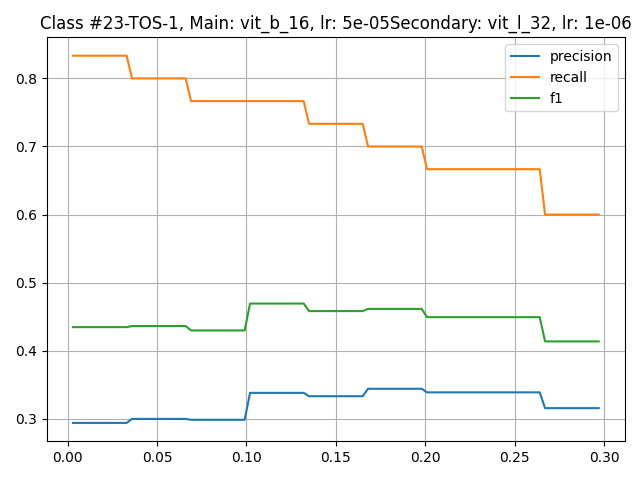 Class #23-TOS-1, Main: vit_b_16, lr: 5e-05Secondary: vit_l_32, lr: 1e-06
precision
recall
f1
0.8
0.7
0.6
0.5
0.4
0.3
0.00 0.05 0.10 0.15 0.20 0.25 0.30